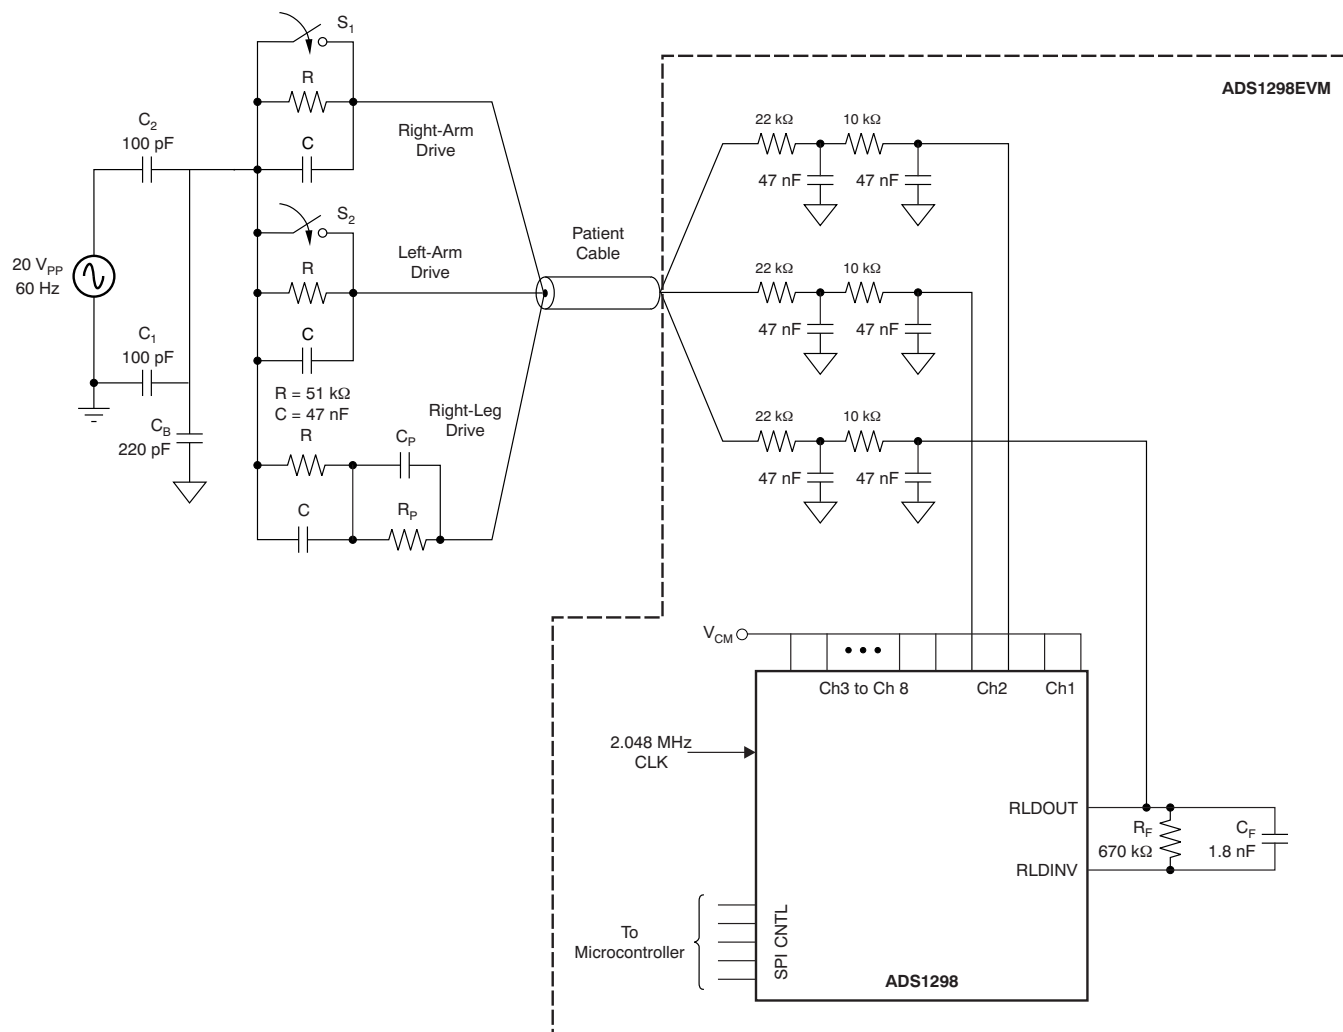 S1
R
C2
100 pF
C
Right-Arm
Drive
20 VPP
60 Hz
S2
R
Left-Arm
Drive
C1
100 pF
C
R = 51 kΩ
C = 47 nF
CB
220 pF
R
Right-Leg
Drive
CP
C
RP
Patient
Cable
ADS1298EVM
22 kΩ
10 kΩ
47 nF
47 nF
22 kΩ
10 kΩ
47 nF
47 nF
22 kΩ
10 kΩ
47 nF
47 nF
VCM
• • •
Ch3 to Ch 8
Ch2
Ch1
2.048 MHz
CLK
RLDOUT
RF
670 kΩ
CF
1.8 nF
RLDINV
To
Microcontroller
SPI CNTL
ADS1298